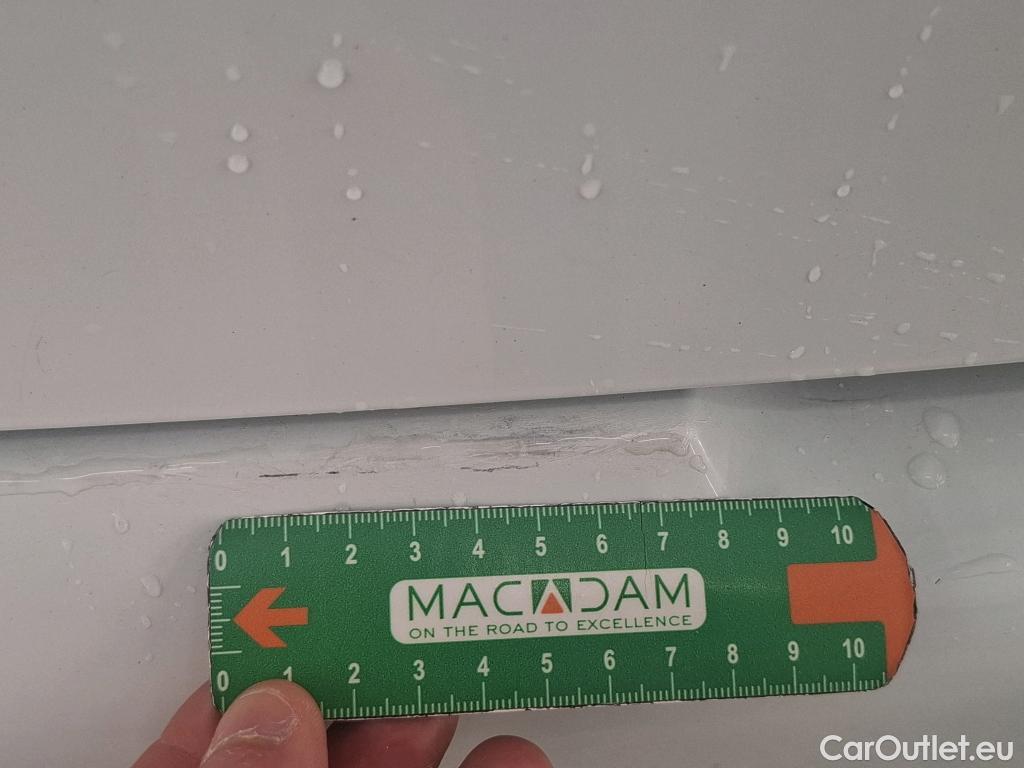 0 1 2 3 4 5 6 7 8 9 10
MACADAM
ON THE ROAD TO EXCELLENCE
0 1 2 3 4 5 6 7 8 9 10
CarOutlet.eu